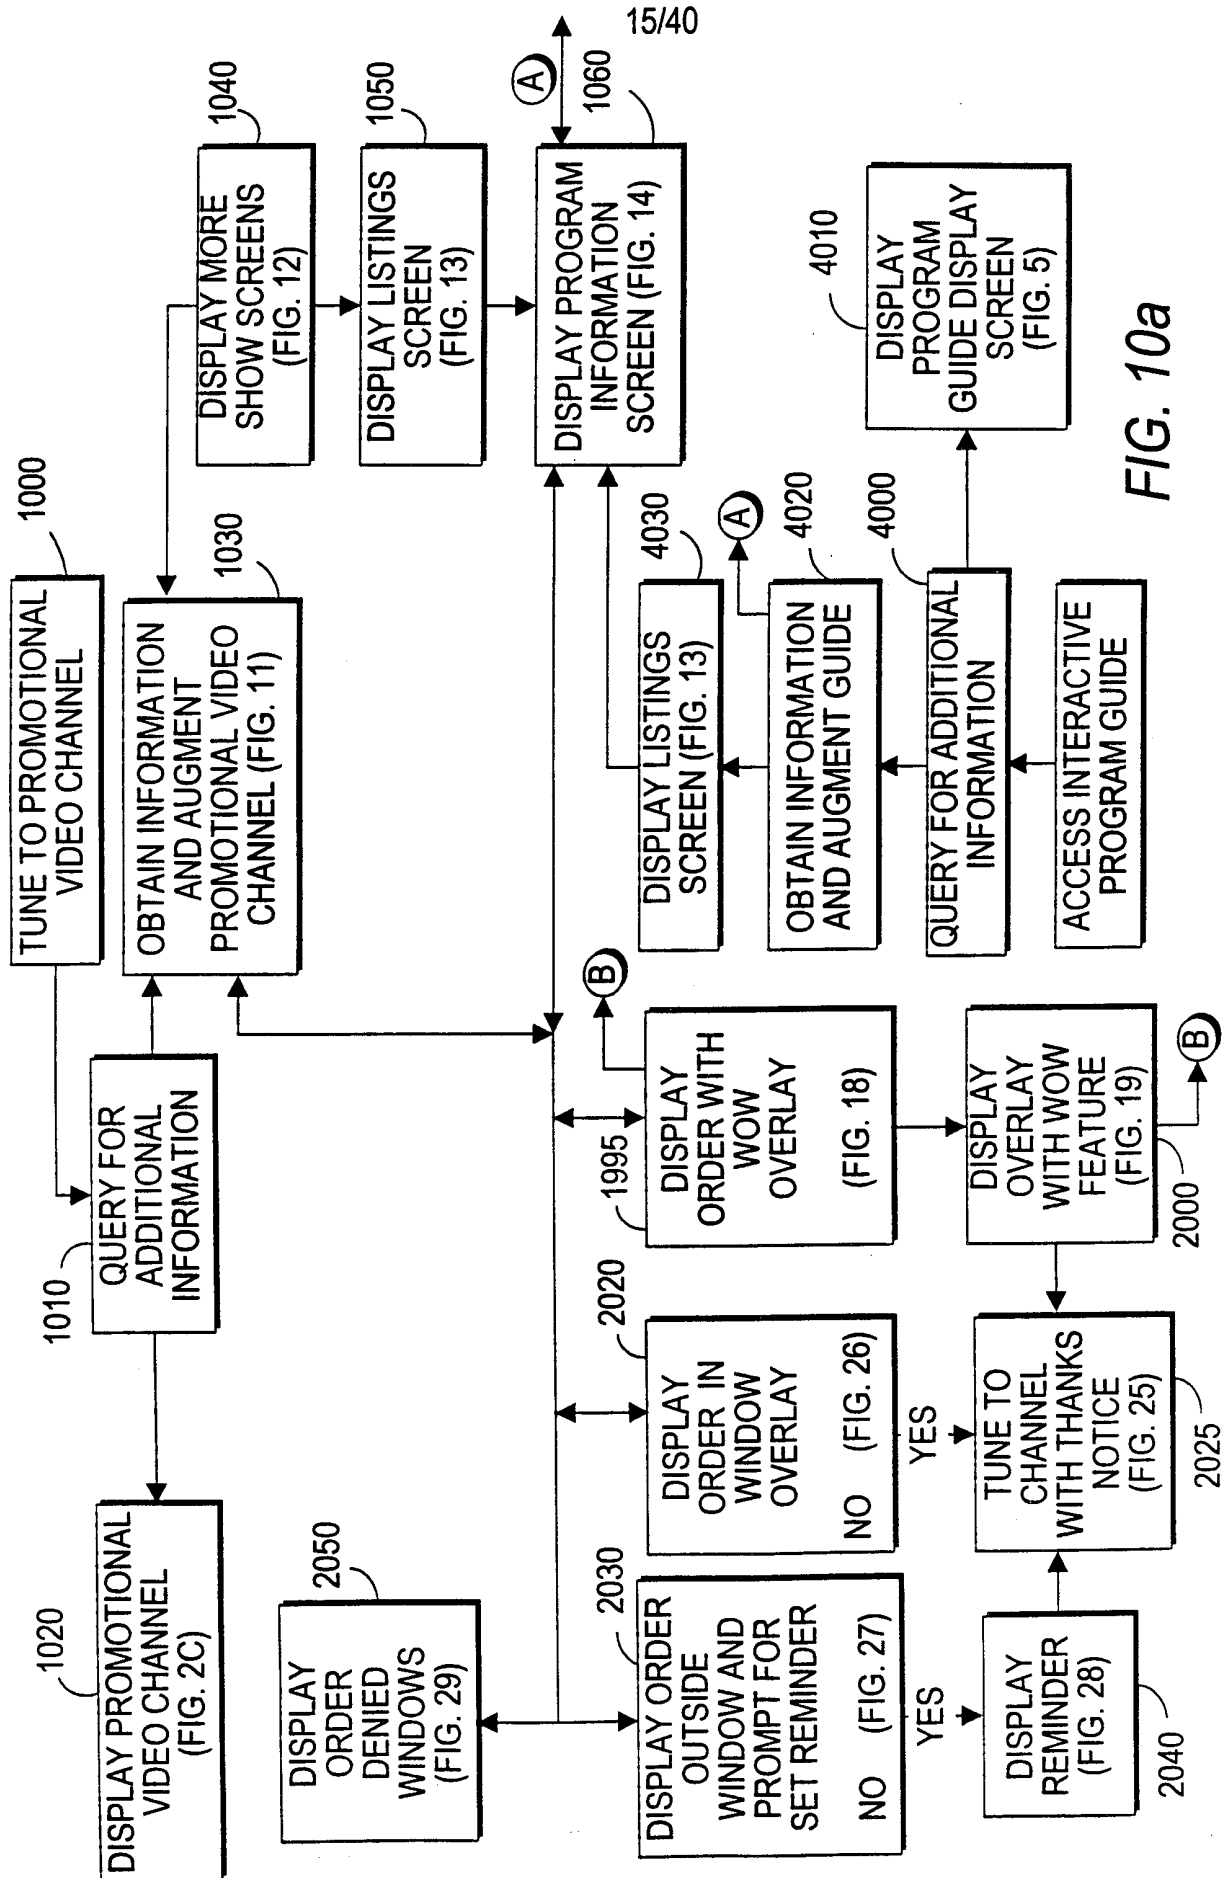 15/40
TUNE TO PROMOTIONAL
VIDEO CHANNEL
1000
QUERY FOR
ADDITIONAL
INFORMATION
1010
DISPLAY PROMOTIONAL
VIDEO CHANNEL
(FIG. 2C)
1020
OBTAIN INFORMATION
AND AUGMENT
PROMOTIONAL VIDEO
CHANNEL (FIG. 11)
1030
DISPLAY MORE
SHOW SCREENS
(FIG. 12)
1040
DISPLAY LISTINGS
SCREEN
(FIG. 13)
1050
DISPLAY PROGRAM
INFORMATION
SCREEN (FIG. 14)
1060
A
DISPLAY
ORDER
DENIED
WINDOWS
(FIG. 29)
2050
DISPLAY ORDER
OUTSIDE
WINDOW AND
PROMPT FOR
SET REMINDER
NO (FIG. 27)
2030
YES
DISPLAY
REMINDER
(FIG. 28)
2040
DISPLAY
ORDER IN
WINDOW
OVERLAY
NO (FIG. 26)
2020
YES
TUNE TO
CHANNEL
WITH THANKS
NOTICE
(FIG. 25)
2025
DISPLAY
ORDER WITH
WOW
OVERLAY
(FIG. 18)
1995
B
DISPLAY
OVERLAY
WITH WOW
FEATURE
(FIG. 19)
2000
B
DISPLAY LISTINGS
SCREEN (FIG. 13)
4030
A
OBTAIN INFORMATION
AND AUGMENT GUIDE
4020
QUERY FOR ADDITIONAL
INFORMATION
4000
ACCESS INTERACTIVE
PROGRAM GUIDE
DISPLAY
PROGRAM
GUIDE DISPLAY
SCREEN
(FIG. 5)
4010
FIG. 10a